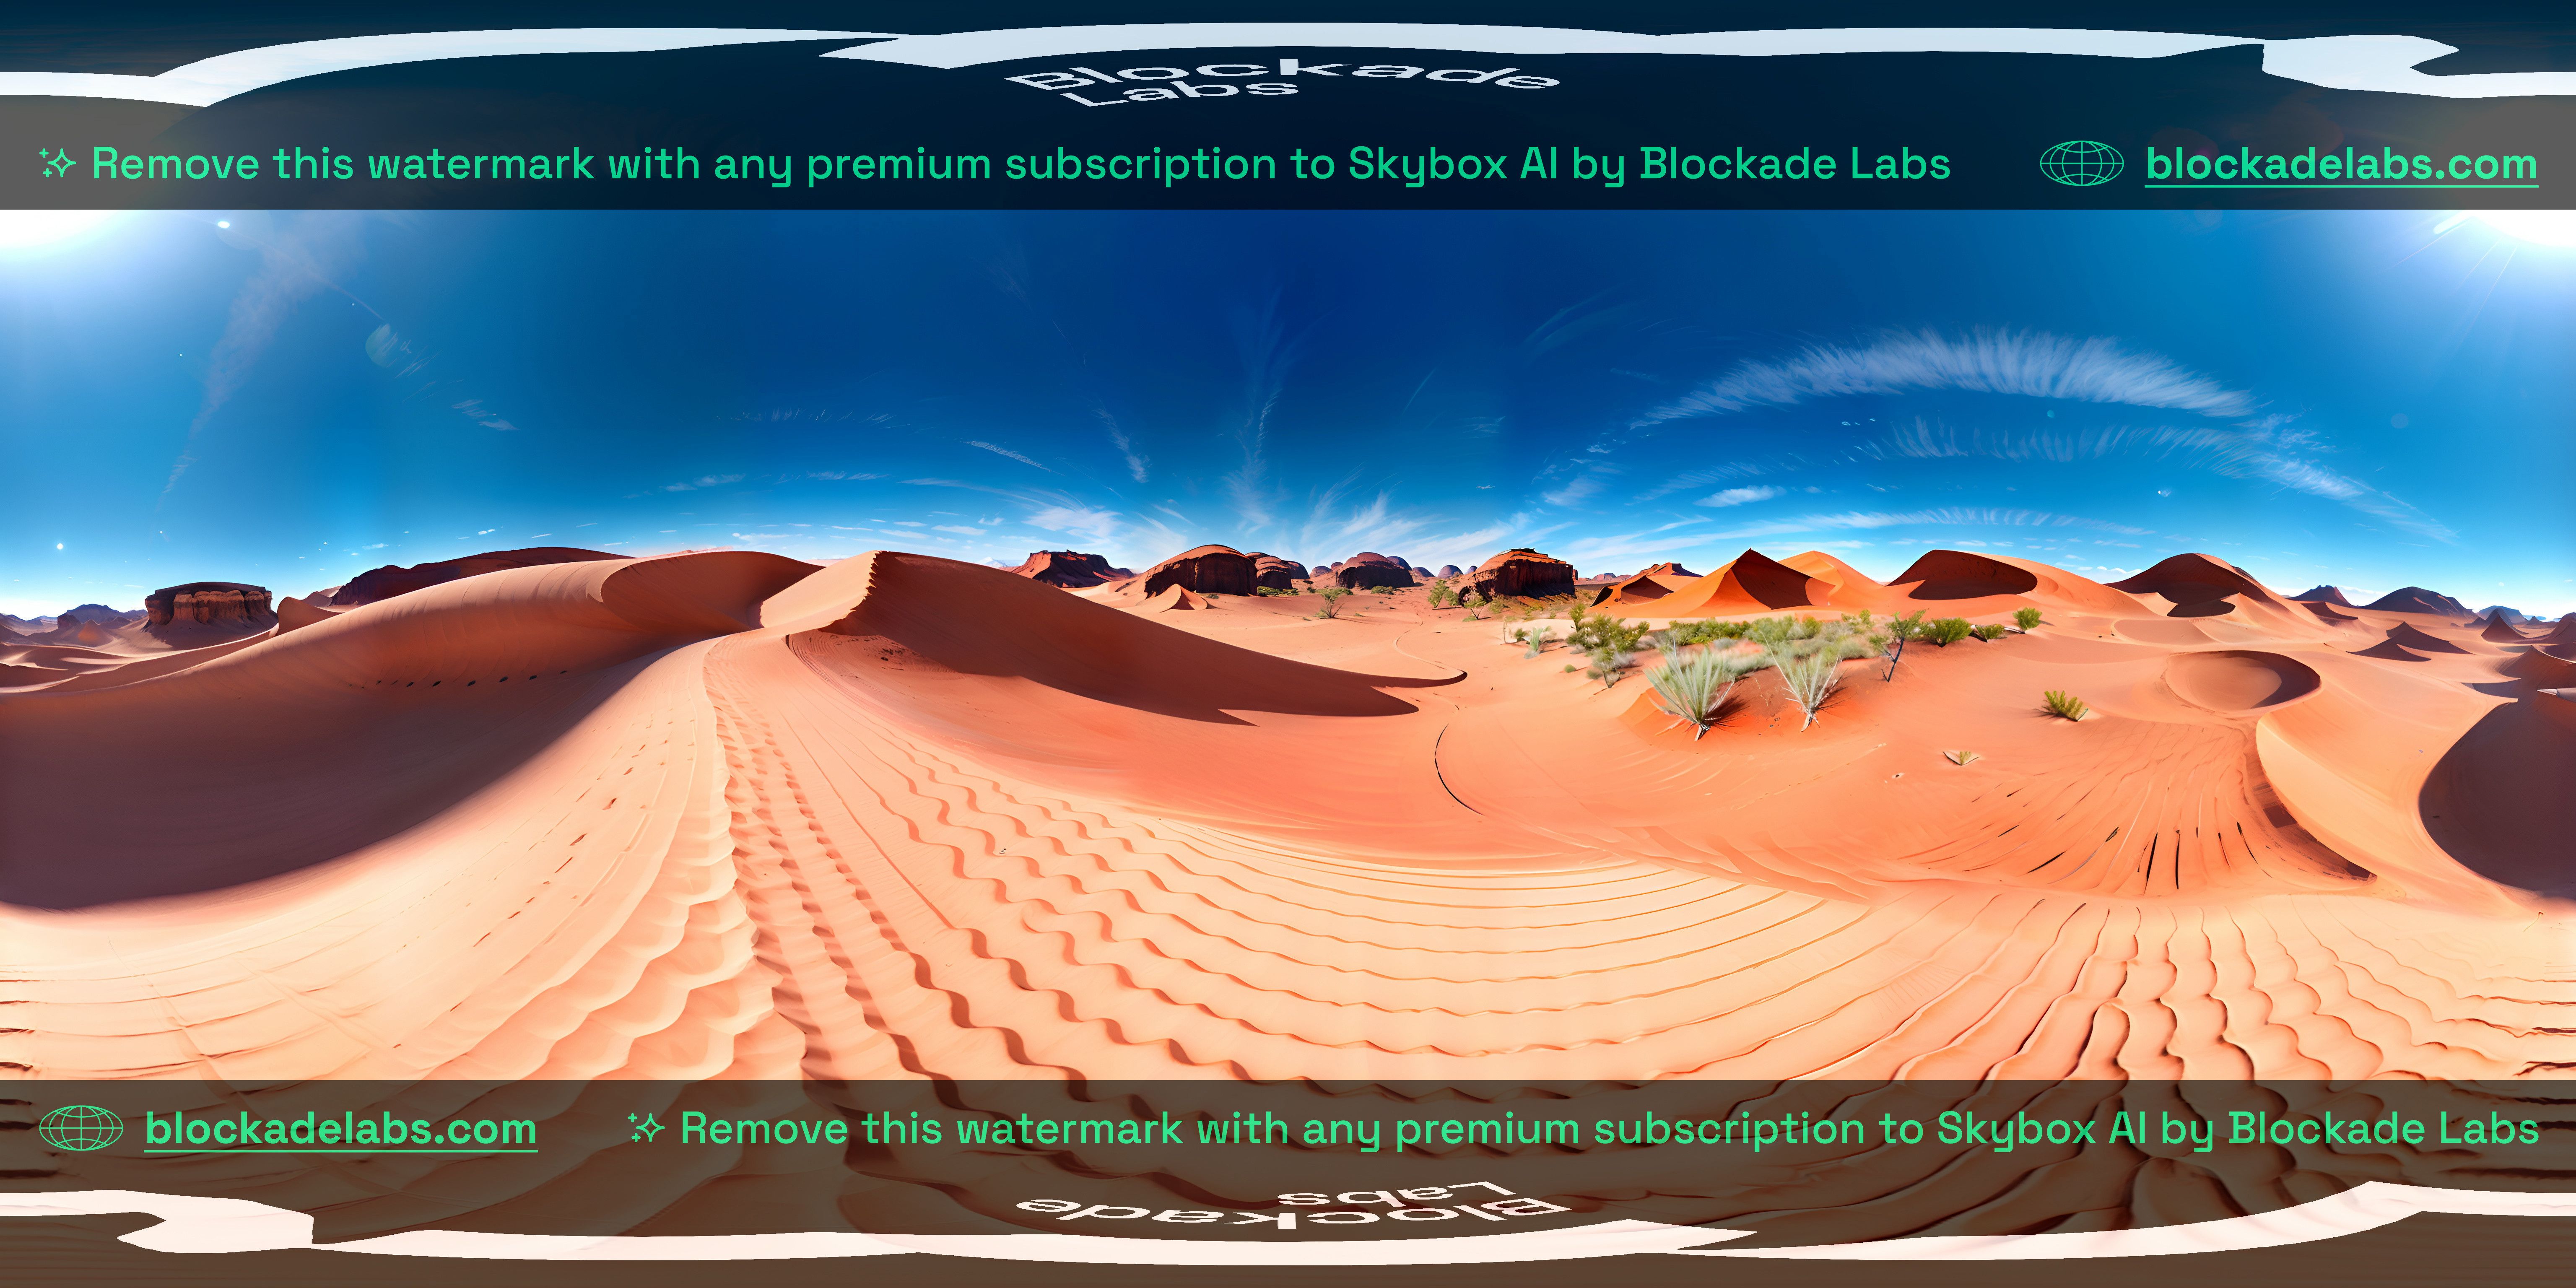 Blockade
Labs
Remove this watermark with any premium subscription to Skybox AI by Blockade Labs
blockadelabs.com
blockadelabs.com
Remove this watermark with any premium subscription to Skybox AI by Blockade Labs
Labs
Blockade